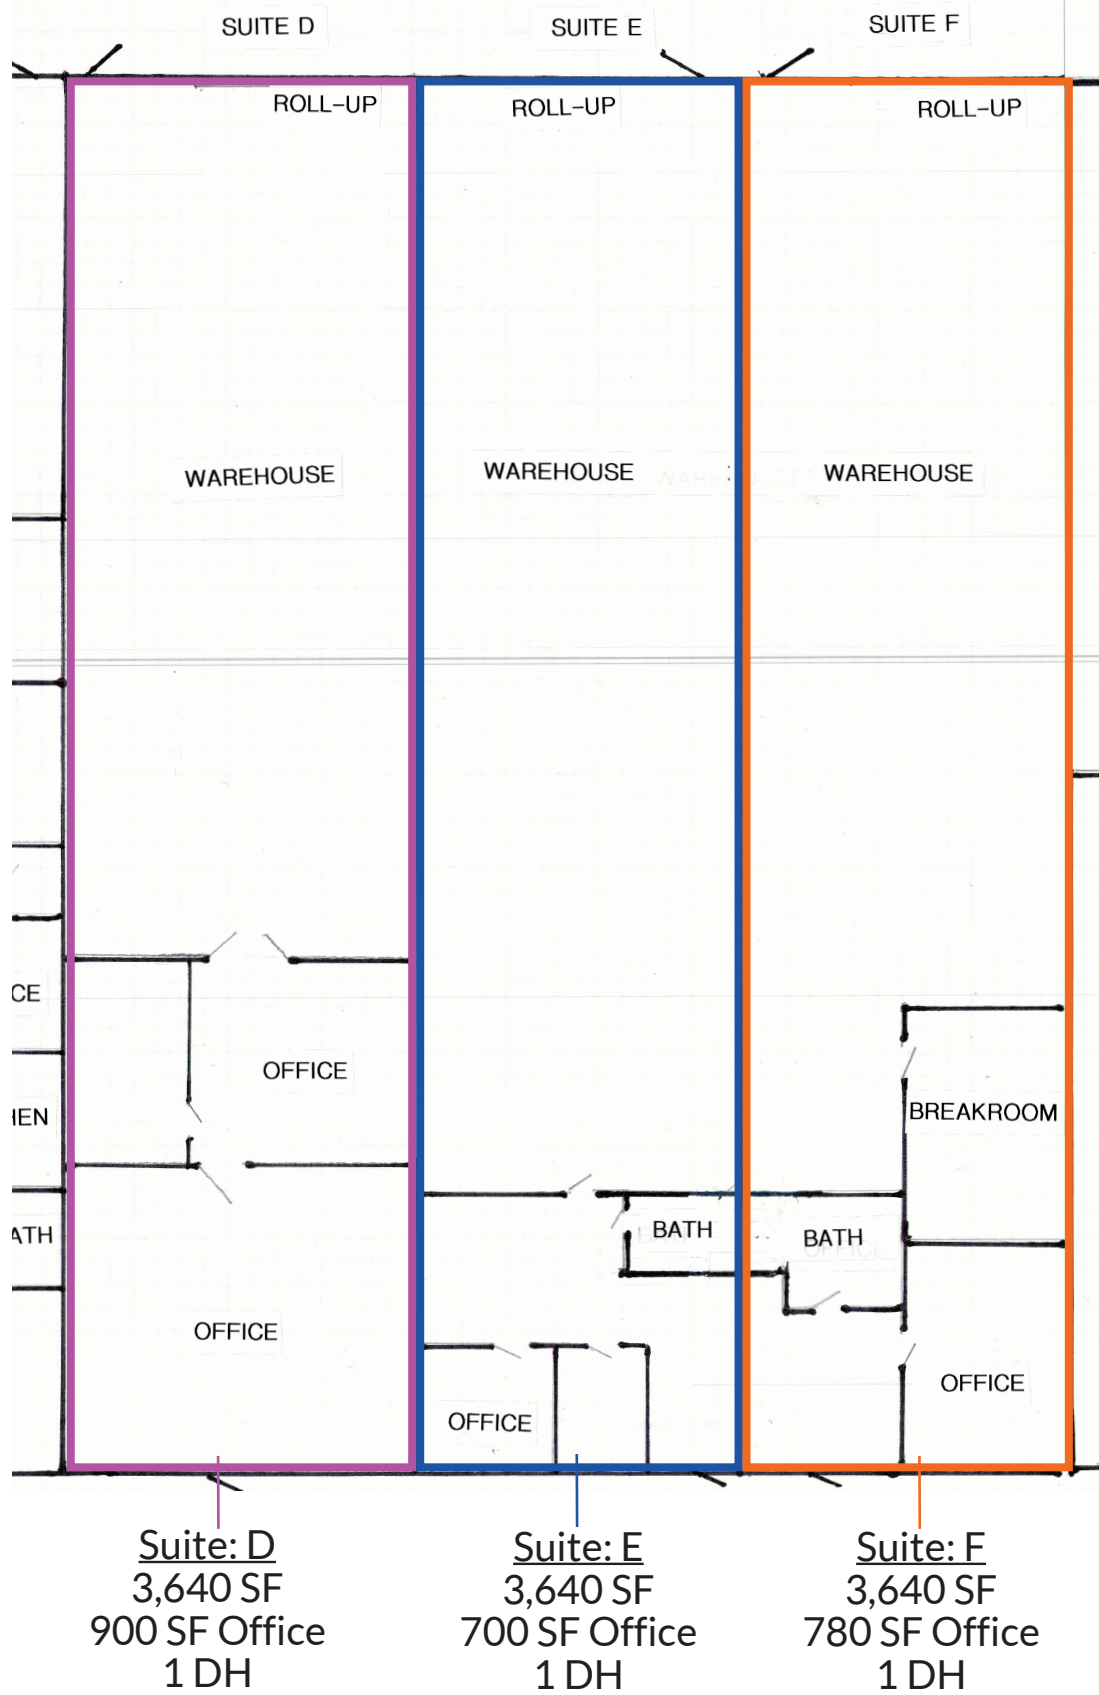 SUITE D
SUITE E
SUITE F
ROLL-UP
ROLL-UP
ROLL-UP
WAREHOUSE
WAREHOUSE
WAREHOUSE
CE
OFFICE
BREAKROOM
HEN
ATH
BATH
BATH
OFFICE
OFFICE
OFFICE
OFFICE
Suite: D
3,640 SF
900 SF Office
1 DH
Suite: E
3,640 SF
700 SF Office
1 DH
Suite: F
3,640 SF
780 SF Office
1 DH